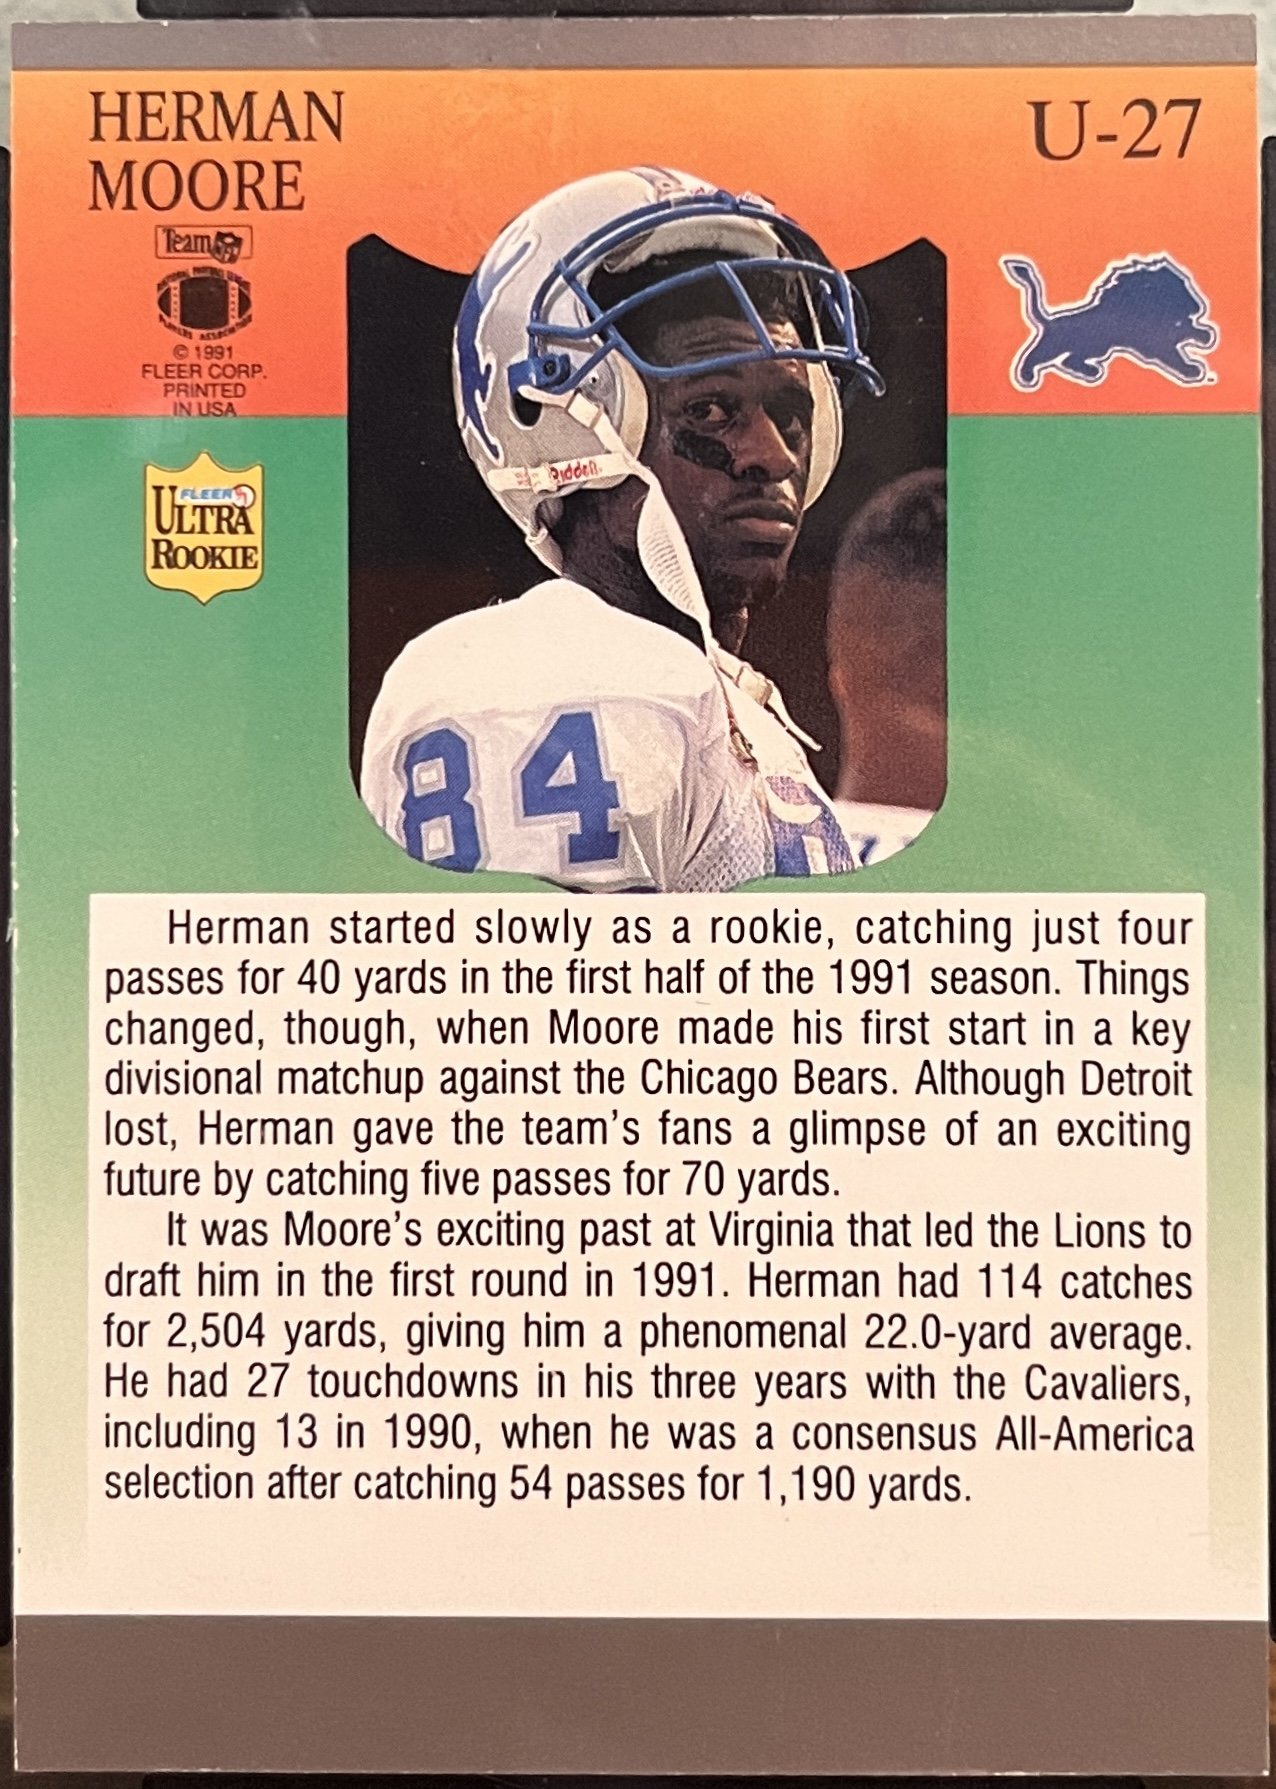 HERMAN
MOORE
U-27
Team NFL
NATIONAL FOOTBALL LEAGUE
PLAYERS ASSOCIATION
© 1991
FLEER CORP.
PRINTED
IN USA
FLEER
ULTRA
ROOKIE
Riddell
84
Herman started slowly as a rookie, catching just four
passes for 40 yards in the first half of the 1991 season. Things
changed, though, when Moore made his first start in a key
divisional matchup against the Chicago Bears. Although Detroit
lost, Herman gave the team's fans a glimpse of an exciting
future by catching five passes for 70 yards.
It was Moore's exciting past at Virginia that led the Lions to
draft him in the first round in 1991. Herman had 114 catches
for 2,504 yards, giving him a phenomenal 22.0-yard average.
He had 27 touchdowns in his three years with the Cavaliers,
including 13 in 1990, when he was a consensus All-America
selection after catching 54 passes for 1,190 yards.